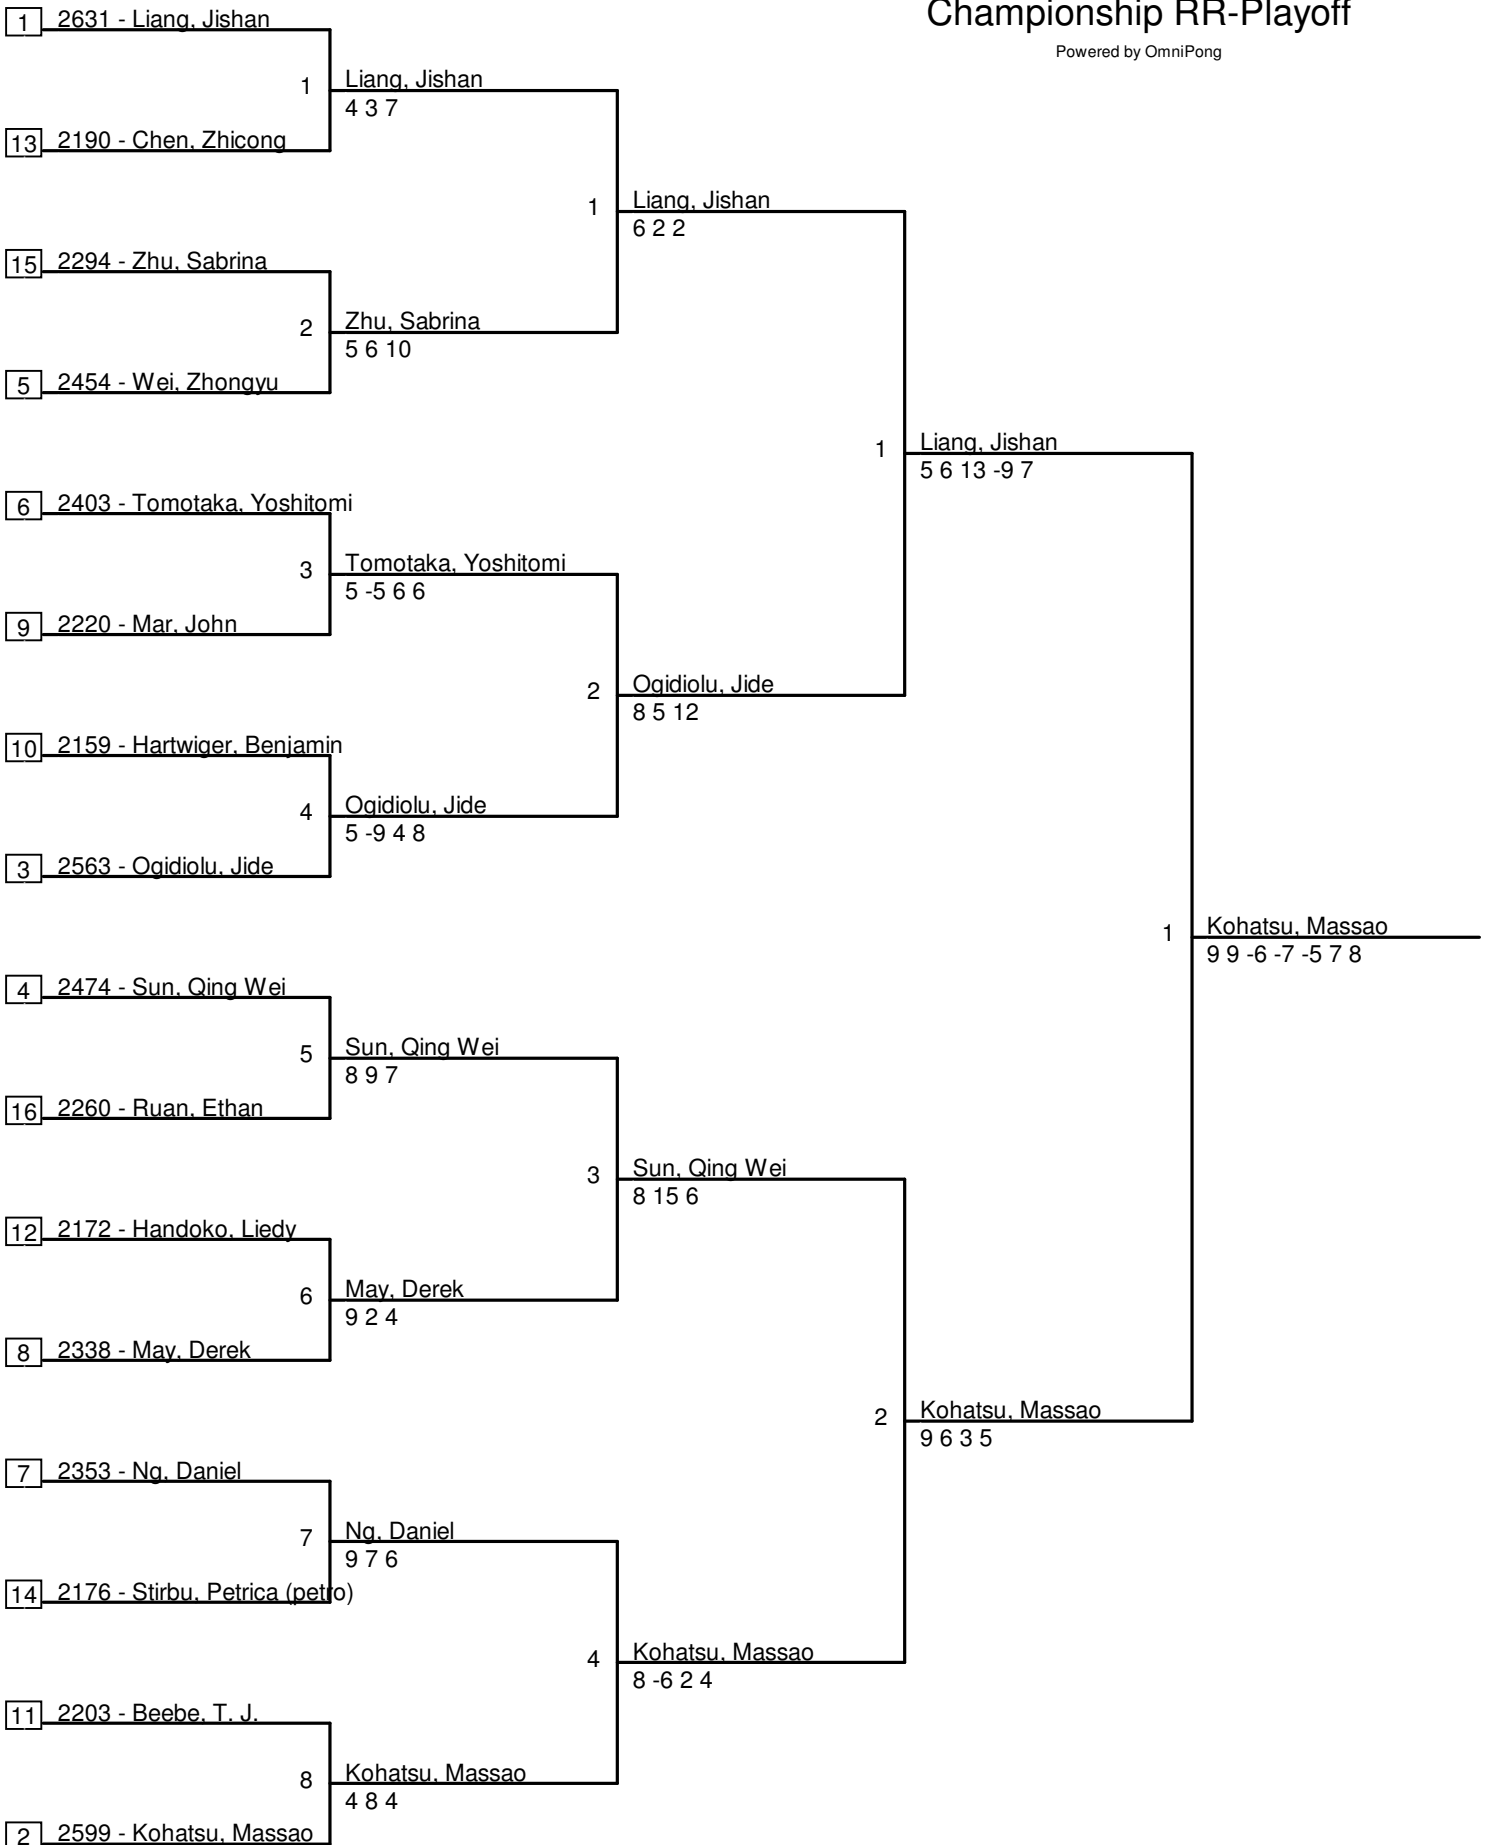 Championship RR-Playoff
Powered by OmniPong
1 2631 - Liang, Jishan
1 Liang, Jishan
4 3 7
13 2190 - Chen, Zhicong
1 Liang, Jishan
6 2 2
15 2294 - Zhu, Sabrina
2 Zhu, Sabrina
5 6 10
5 2454 - Wei, Zhongyu
1 Liang, Jishan
5 6 13 -9 7
6 2403 - Tomotaka, Yoshitomi
3 Tomotaka, Yoshitomi
5 -5 6 6
9 2220 - Mar, John
2 Ogidiolu, Jide
8 5 12
10 2159 - Hartwiger, Benjamin
4 Ogidiolu, Jide
5 -9 4 8
3 2563 - Ogidiolu, Jide
1 Kohatsu, Massao
9 9 -6 -7 -5 7 8
4 2474 - Sun, Qing Wei
5 Sun, Qing Wei
8 9 7
16 2260 - Ruan, Ethan
3 Sun, Qing Wei
8 15 6
12 2172 - Handoko, Liedy
6 May, Derek
9 2 4
8 2338 - May, Derek
2 Kohatsu, Massao
9 6 3 5
7 2353 - Ng, Daniel
7 Ng, Daniel
9 7 6
14 2176 - Stirbu, Petrica (petro)
4 Kohatsu, Massao
8 -6 2 4
11 2203 - Beebe, T. J.
8 Kohatsu, Massao
4 8 4
2 2599 - Kohatsu, Massao